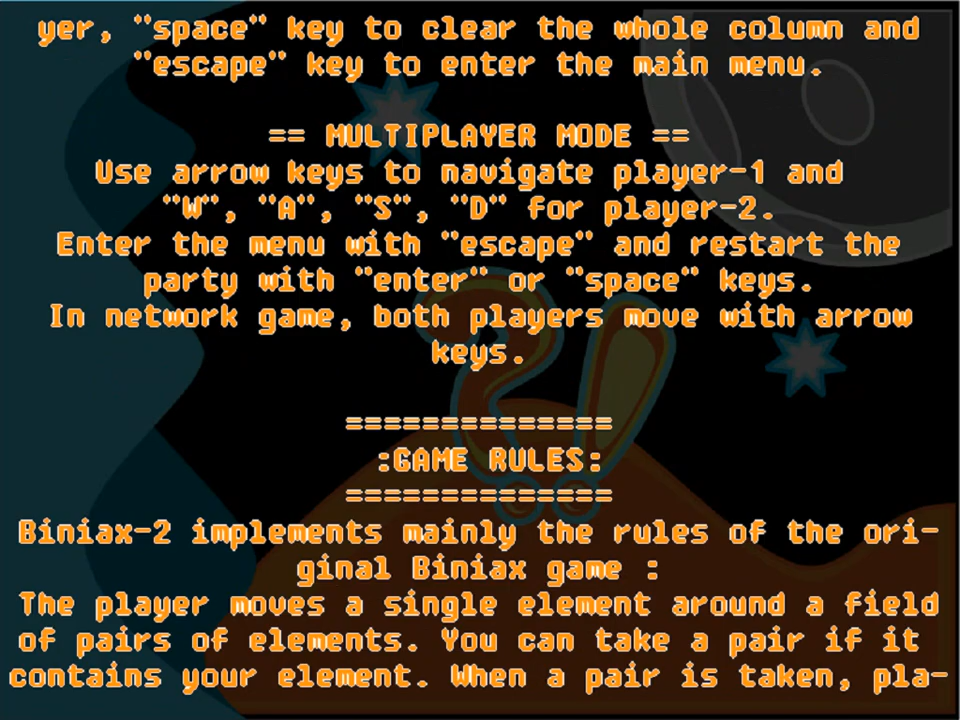 yer, "space" key to clear the whole column and
"escape" key to enter the main menu.
== MULTIPLAYER MODE ==
Use arrow keys to navigate player-1 and
"W", "A", "S", "D" for player-2.
Enter the menu with "escape" and restart the
party with "enter" or "space" keys.
In network game, both players move with arrow
keys.
==============
:GAME RULES:
==============
Biniax-2 implements mainly the rules of the ori-
ginal Biniax game :
The player moves a single element around a field
of pairs of elements. You can take a pair if it
contains your element. When a pair is taken, pla-